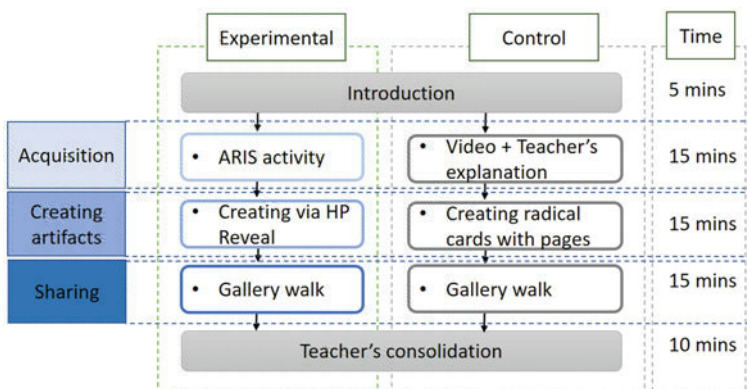 Experimental
Control
Time
Introduction
5 mins
Acquisition
• ARIS activity
• Video + Teacher's
explanation
15 mins
Creating
artifacts
• Creating via HP
Reveal
• Creating radical
cards with pages
15 mins
Sharing
• Gallery walk
• Gallery walk
15 mins
Teacher's consolidation
10 mins